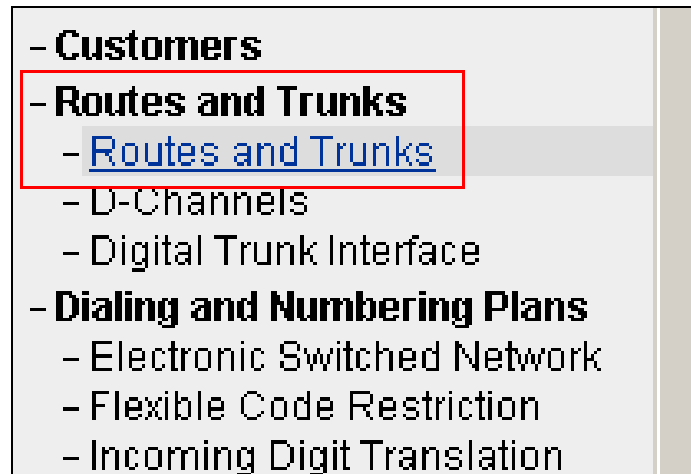 – Customers
– Routes and Trunks
– Routes and Trunks
– D-Channels
– Digital Trunk Interface
– Dialing and Numbering Plans
– Electronic Switched Network
– Flexible Code Restriction
– Incoming Digit Translation